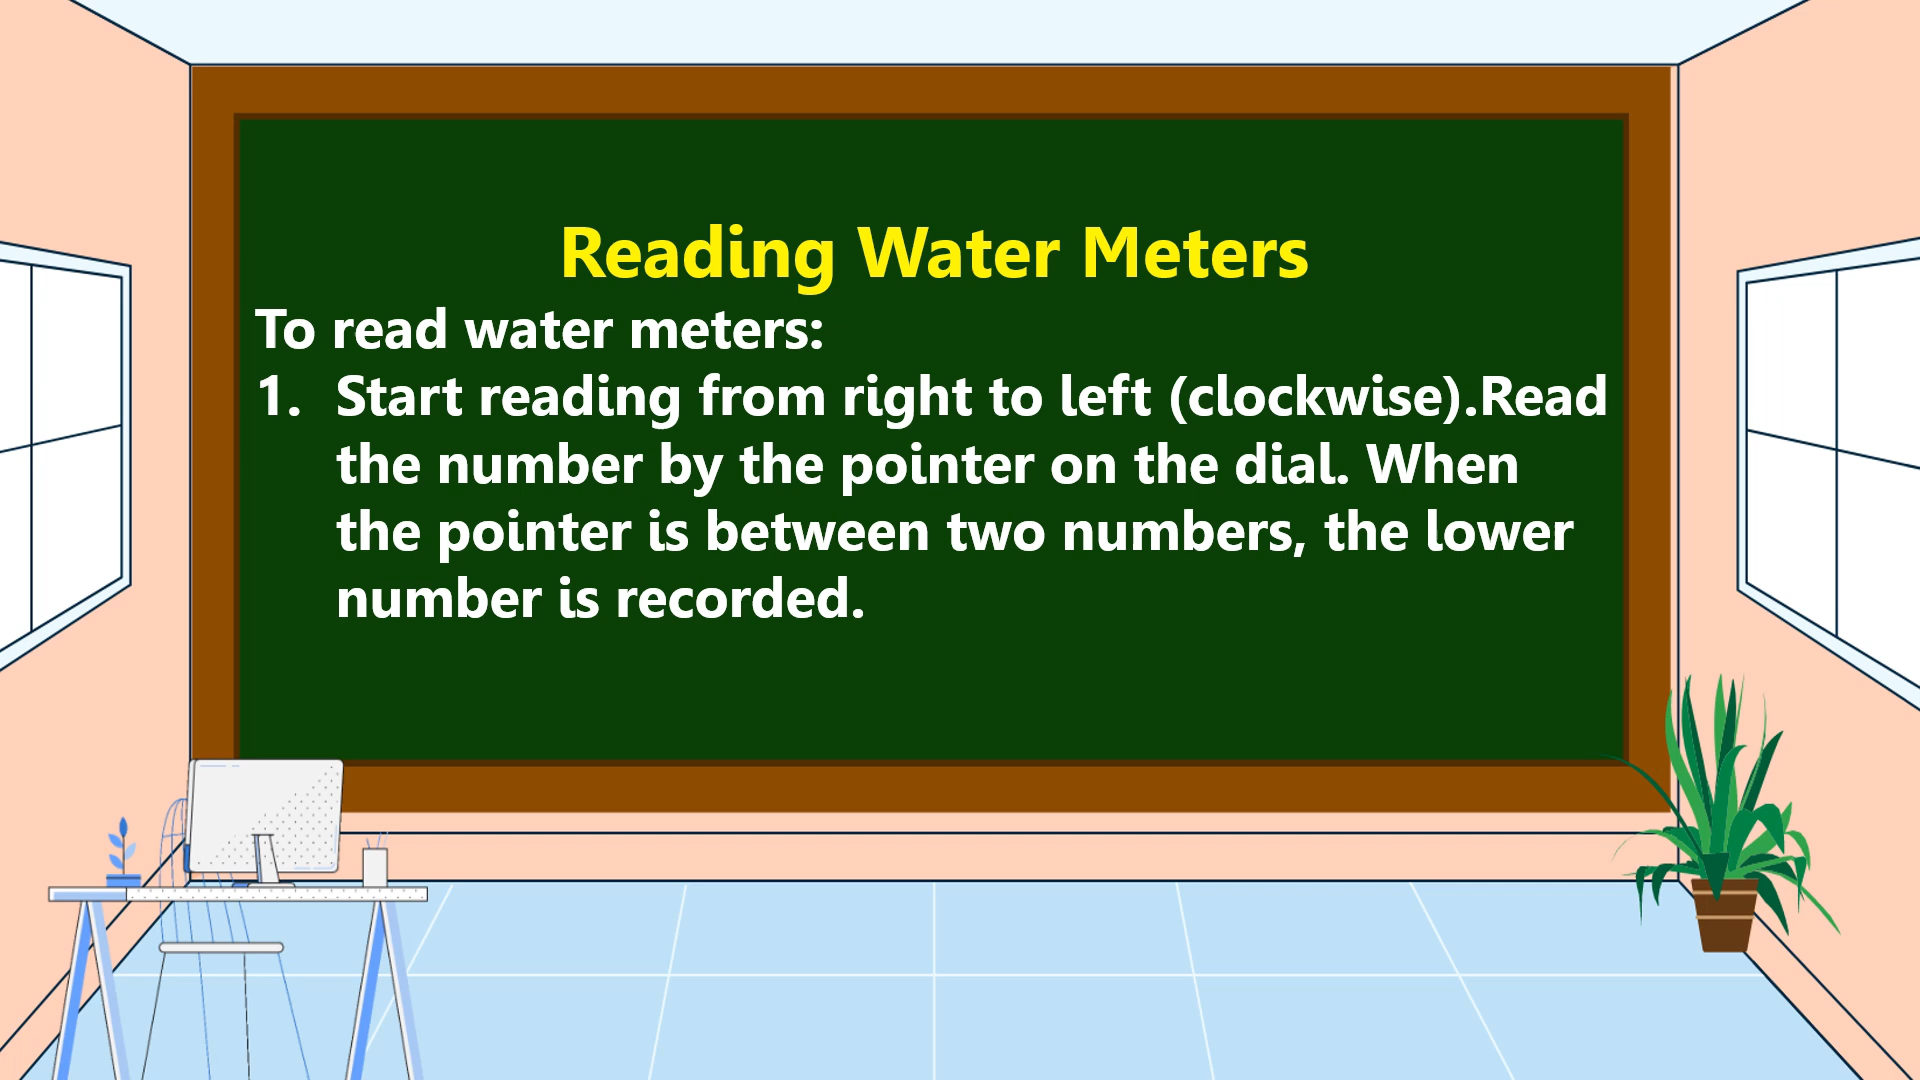 Reading Water Meters
To read water meters:
1. Start reading from right to left (clockwise).Read
the number by the pointer on the dial. When
the pointer is between two numbers, the lower
number is recorded.